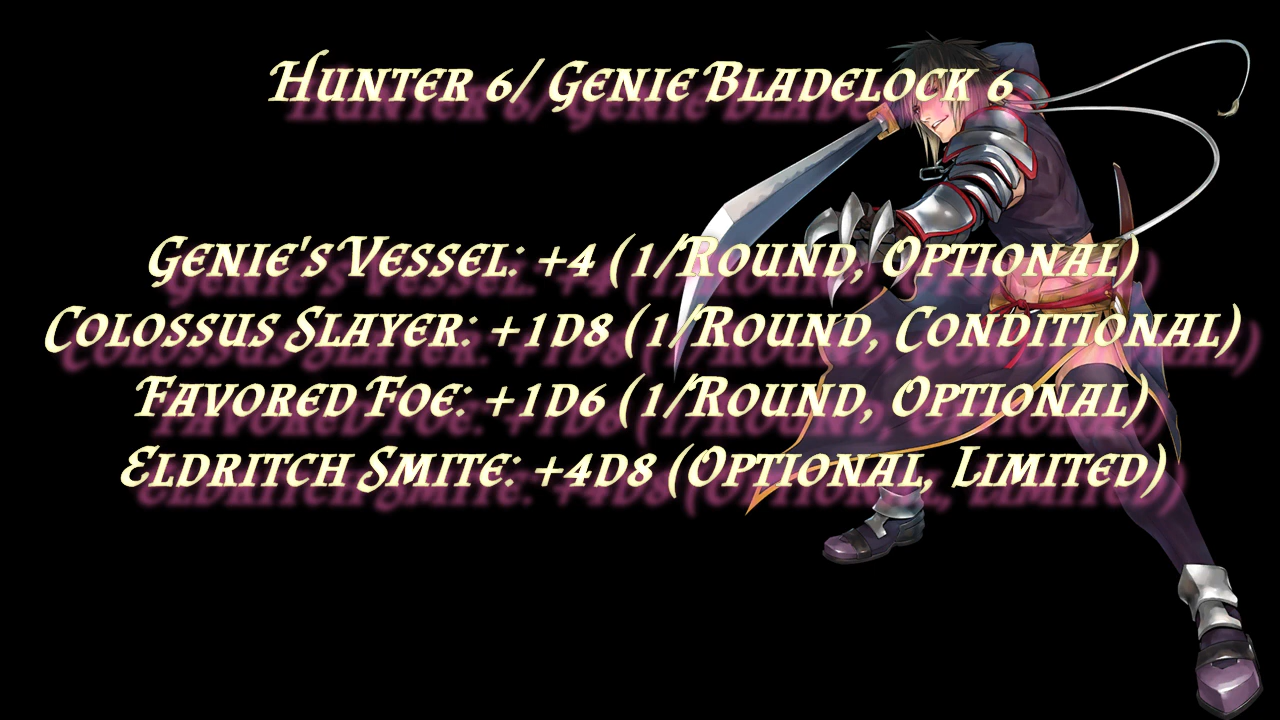 Hunter 6/ Genie Bladelock 6
Genie's Vessel: +4 (1/Round, Optional)
Colossus Slayer: +1d8 (1/Round, Conditional)
Favored Foe: +1d6 (1/Round, Optional)
Eldritch Smite: +4d8 (Optional, Limited)